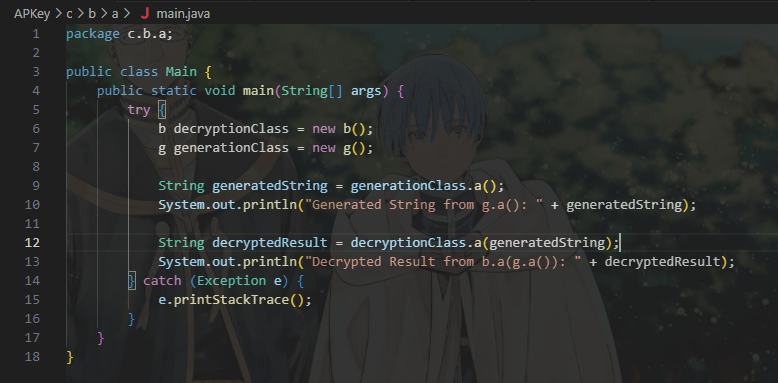 APKey > c > b > a > J main.java
1 package c.b.a;
2
3 public class Main {
4     public static void main(String[] args) {
5         try {
6             b decryptionClass = new b();
7             g generationClass = new g();
8
9             String generatedString = generationClass.a();
10             System.out.println("Generated String from g.a(): " + generatedString);
11
12             String decryptedResult = decryptionClass.a(generatedString);
13             System.out.println("Decrypted Result from b.a(g.a()): " + decryptedResult);
14         } catch (Exception e) {
15             e.printStackTrace();
16         }
17     }
18 }